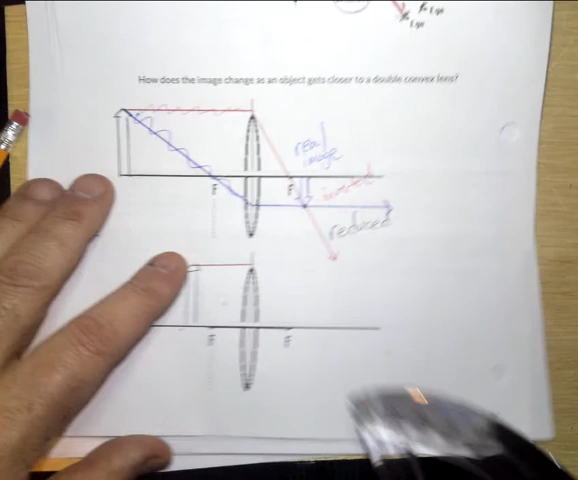 How does the image change as an object gets closer to a double convex lens?
real
image
F
F
inverted
reduced
F
F